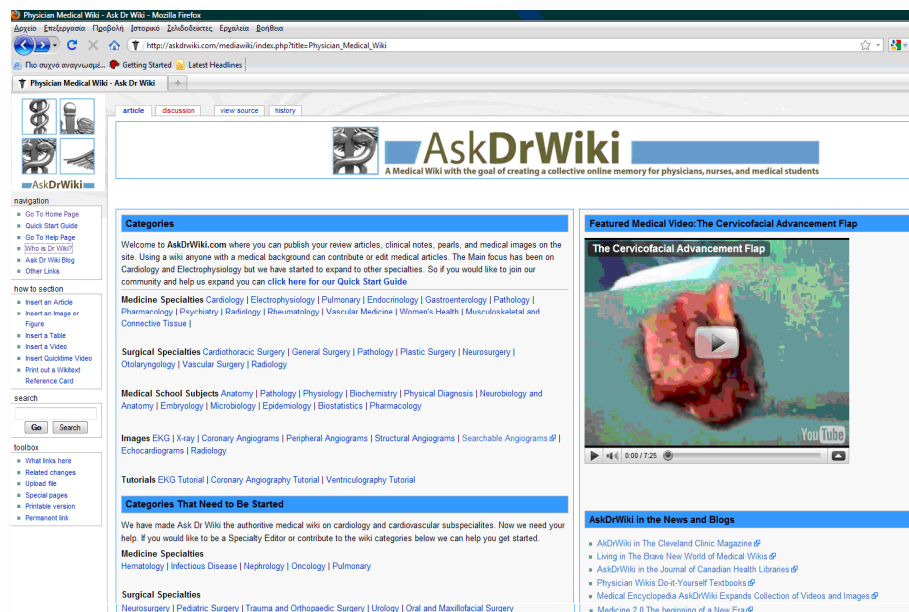 Physician Medical Wiki - Ask Dr Wiki - Mozilla Firefox
Αρχείο Επεξεργασία Προβολή Ιστορικό Σελιδοδείκτες Εργαλεία Βοήθεια
http://askdrwiki.com/mediawiki/index.php?title=Physician_Medical_Wiki
Πιο συχνά αναγνωσμέ... Getting Started Latest Headlines
Physician Medical Wiki - Ask Dr Wiki
article discussion view source history
AskDrWiki
A Medical Wiki with the goal of creating a collective online memory for physicians, nurses, and medical students
AskDrWiki
navigation
Go To Home Page
Quick Start Guide
Go To Help Page
Who is Dr Wiki?
Ask Dr Wiki Blog
Other Links
how to section
Insert an Article
Insert an Image or
Figure
Insert a Table
Insert a Video
Insert Quicktime Video
Print out a Wikitext
Reference Card
search
Go Search
toolbox
What links here
Related changes
Upload file
Special pages
Printable version
Permanent link
Categories
Welcome to AskDrWiki.com where you can publish your review articles, clinical notes, pearls, and medical images on the
site. Using a wiki anyone with a medical background can contribute or edit medical articles. The Main focus has been on
Cardiology and Electrophysiology but we have started to expand to other specialties. So if you would like to join our
community and help us expand you can click here for our Quick Start Guide
Medicine Specialties Cardiology | Electrophysiology | Pulmonary | Endocrinology | Gastroenterology | Pathology |
Pharmacology | Psychiatry | Radiology | Rheumatology | Vascular Medicine | Women's Health | Musculoskeletal and
Connective Tissue |
Surgical Specialties Cardiothoracic Surgery | General Surgery | Pathology | Plastic Surgery | Neurosurgery |
Otolaryngology | Vascular Surgery | Radiology
Medical School Subjects Anatomy | Pathology | Physiology | Biochemistry | Physical Diagnosis | Neurobiology and
Anatomy | Embryology | Microbiology | Epidemiology | Biostatistics | Pharmacology
Images EKG | X-ray | Coronary Angiograms | Peripheral Angiograms | Structural Angiograms | Searchable Angiograms |
Echocardiograms | Radiology
Tutorials EKG Tutorial | Coronary Angiography Tutorial | Ventriculography Tutorial
Categories That Need to Be Started
We have made Ask Dr Wiki the authoritive medical wiki on cardiology and cardiovascular subspecialites. Now we need your
help. If you would like to be a Specialty Editor or contribute to the wiki categories below we can help you get started.
Medicine Specialties
Hematology | Infectious Disease | Nephrology | Oncology | Pulmonary
Surgical Specialties
Neurosurgery | Pediatric Surgery | Trauma and Orthopaedic Surgery | Urology | Oral and Maxillofacial Surgery
Featured Medical Video:The Cervicofacial Advancement Flap
The Cervicofacial Advancement Flap
YouTube
0:00 / 7:25
AskDrWiki in the News and Blogs
AkDrWiki in The Cleveland Clinic Magazine
Living in The Brave New World of Medical Wikis
AskDrWiki in the Journal of Canadian Health Libraries
Physician Wikis:Do-it-Yourself Textbooks
Medical Encyclopedia AskDrWiki Expands Collection of Videos and Images
Medicine 2.0 The beginning of a New Era